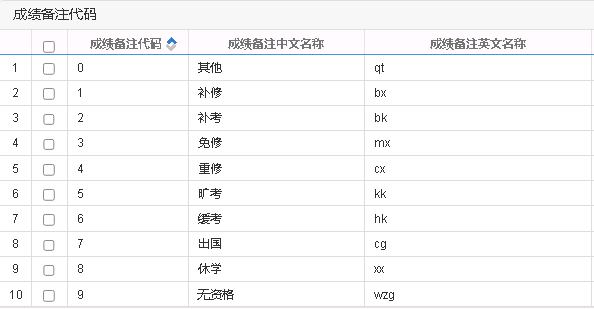 成绩备注代码
成绩备注代码 成绩备注中文名称 成绩备注英文名称
1 0 其他 qt
2 1 补修 bx
3 2 补考 bk
4 3 免修 mx
5 4 重修 cx
6 5 旷考 kk
7 6 缓考 hk
8 7 出国 cg
9 8 休学 xx
10 9 无资格 wzg